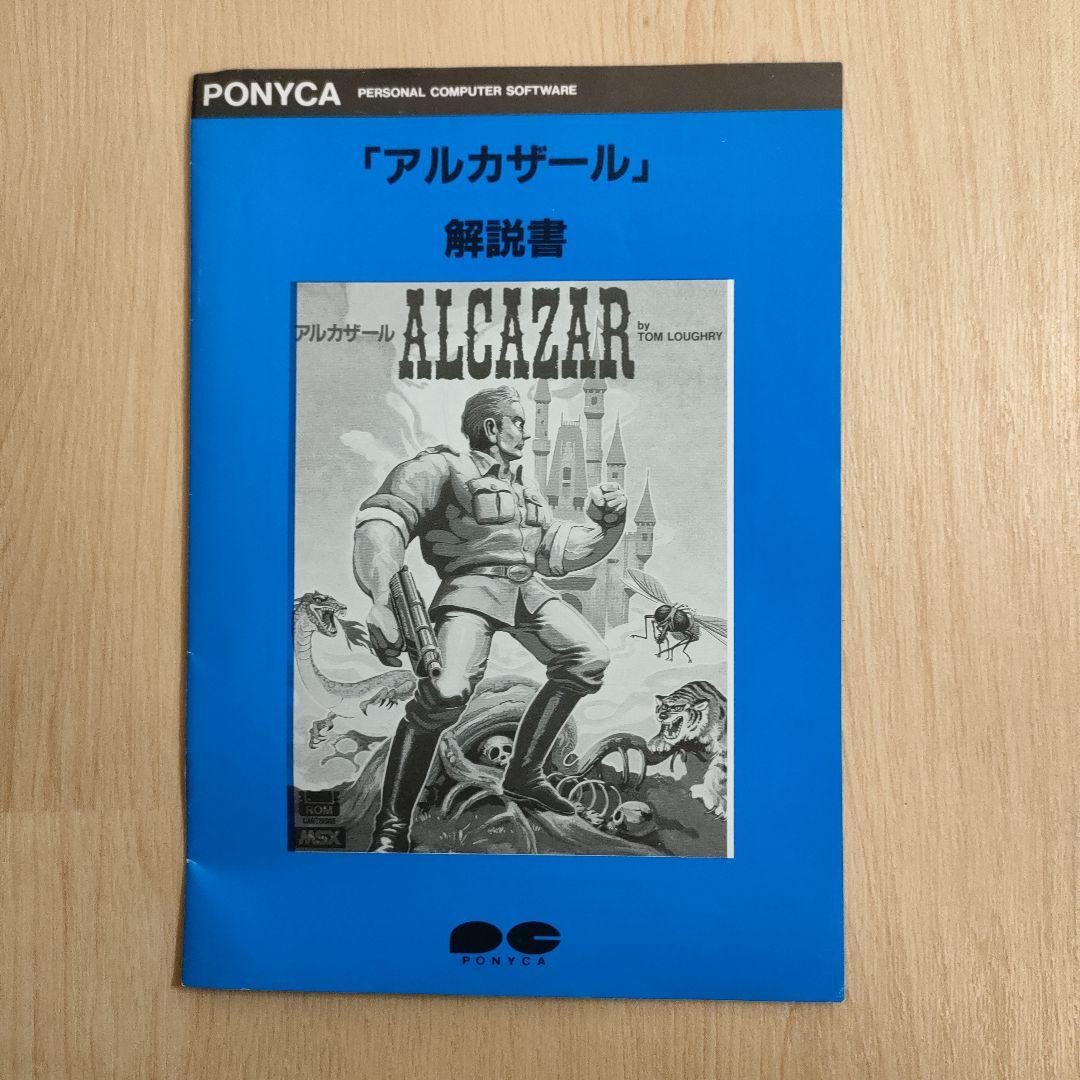 PONYCA PERSONAL COMPUTER SOFTWARE
「アルカザール」
解説書
アルカザール ALCAZAR by TOM LOUGHRY
ROM
CARTRIDGE
MSX
PONYCA